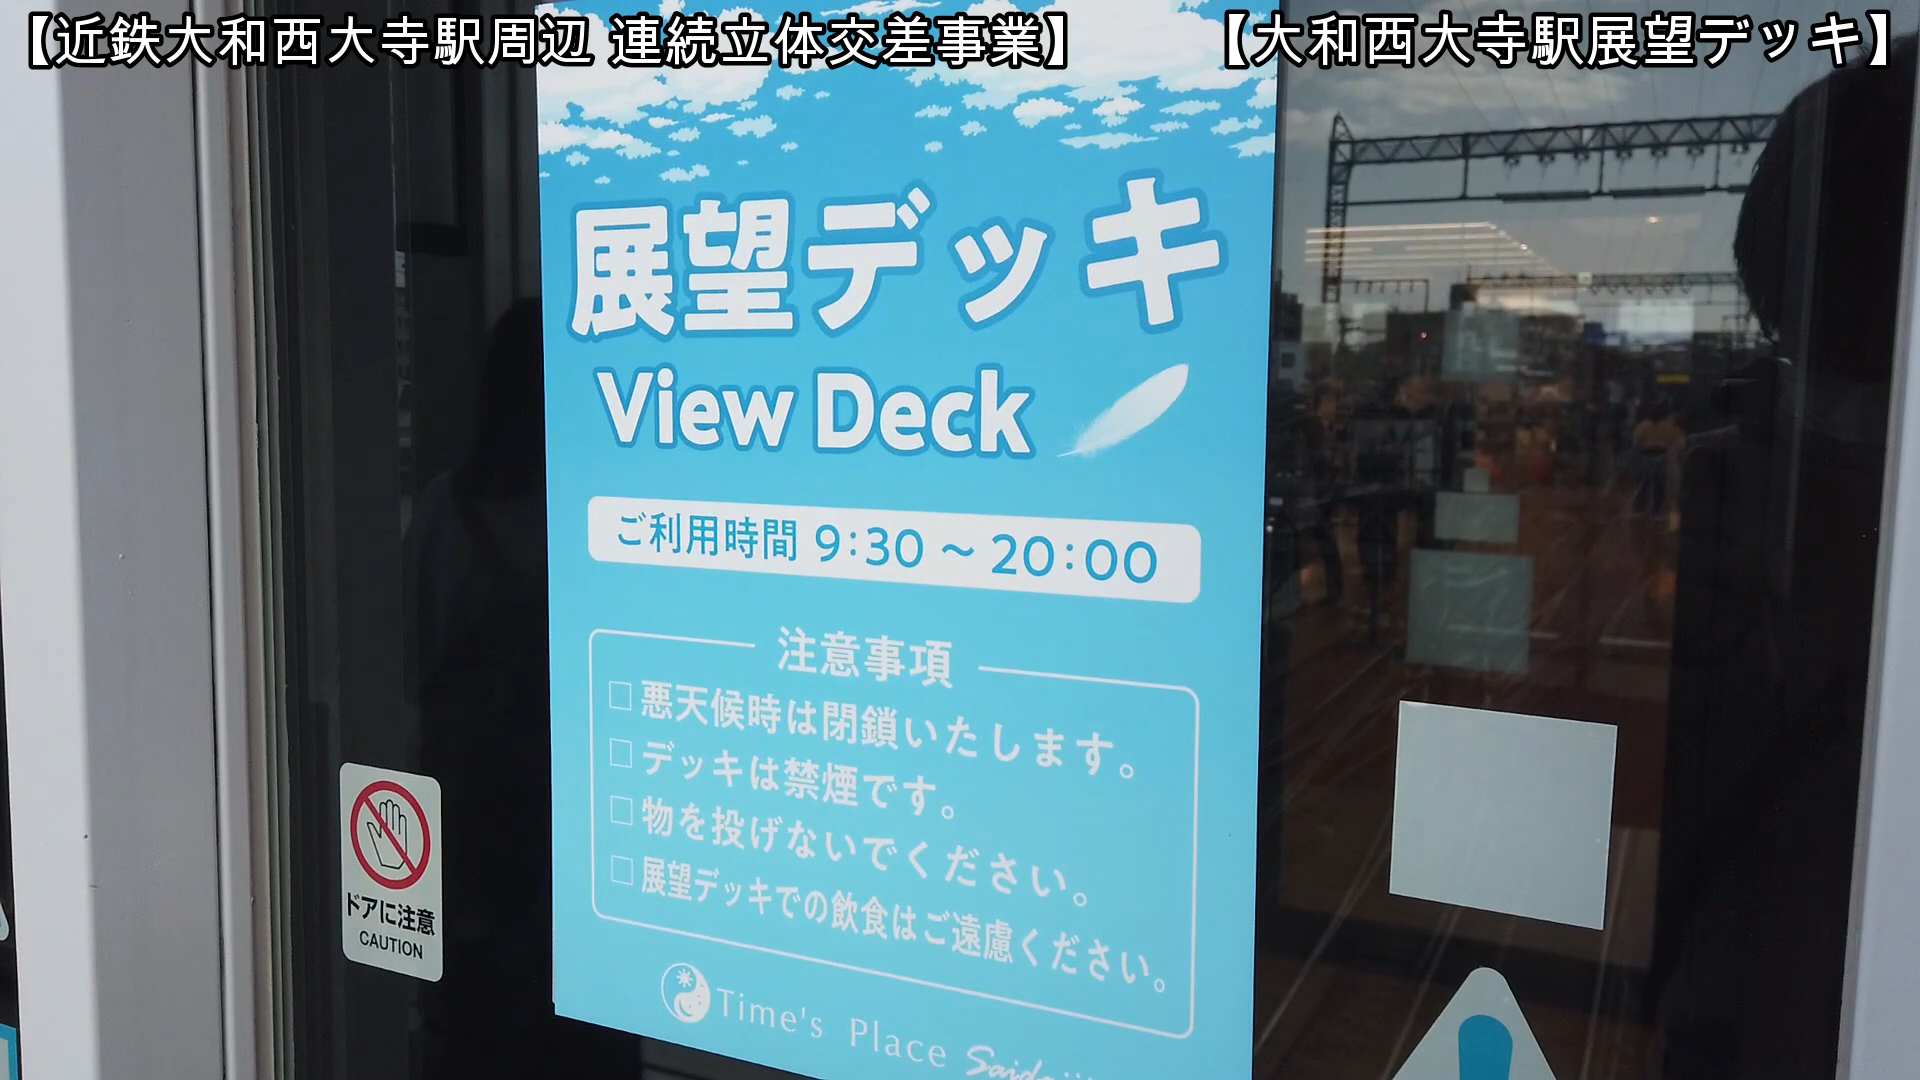 【近鉄大和西大寺駅周辺 連続立体交差事業】
【大和西大寺駅展望デッキ】
展望デッキ
View Deck
ご利用時間 9:30 ～ 20:00
注意事項
□悪天候時は閉鎖いたします。
□デッキは禁煙です。
□物を投げないでください。
□展望デッキでの飲食はご遠慮ください。
Time's Place
ドアに注意
CAUTION